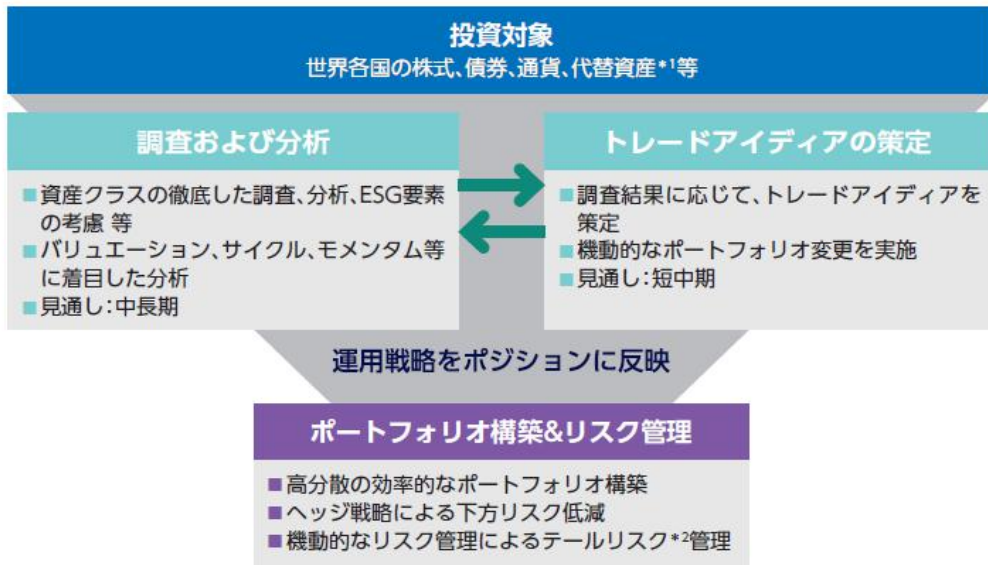 投資対象
世界各国の株式、債券、通貨、代替資産*1等
調査および分析
■資産クラスの徹底した調査、分析、ESG要素
の考慮 等
■バリュエーション、サイクル、モメンタム等
に着目した分析
■見通し：中長期
トレードアイディアの策定
■調査結果に応じて、トレードアイディアを
策定
■機動的なポートフォリオ変更を実施
■見通し：短中期
運用戦略をポジションに反映
ポートフォリオ構築&リスク管理
■高分散の効率的なポートフォリオ構築
■ヘッジ戦略による下方リスク低減
■機動的なリスク管理によるテールリスク*2管理